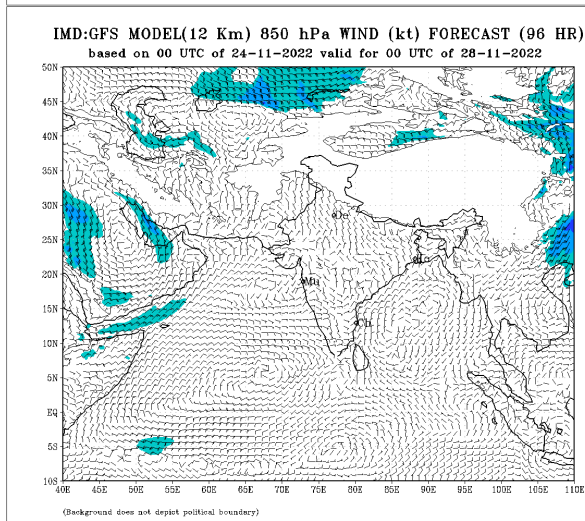 IMD:GFS MODEL(12 Km) 850 hPa WIND (kt) FORECAST (96 HR)
based on 00 UTC of 24-11-2022 valid for 00 UTC of 28-11-2022
50N
45N
40N
35N
30N
25N
20N
15N
10N
5N
EQ
5S
10S
De
Mu
40E 45E 50E 55E 60E 65E 70E 75E 80E 85E 90E 95E 100E 105E 110E
(Background does not depict political boundary)